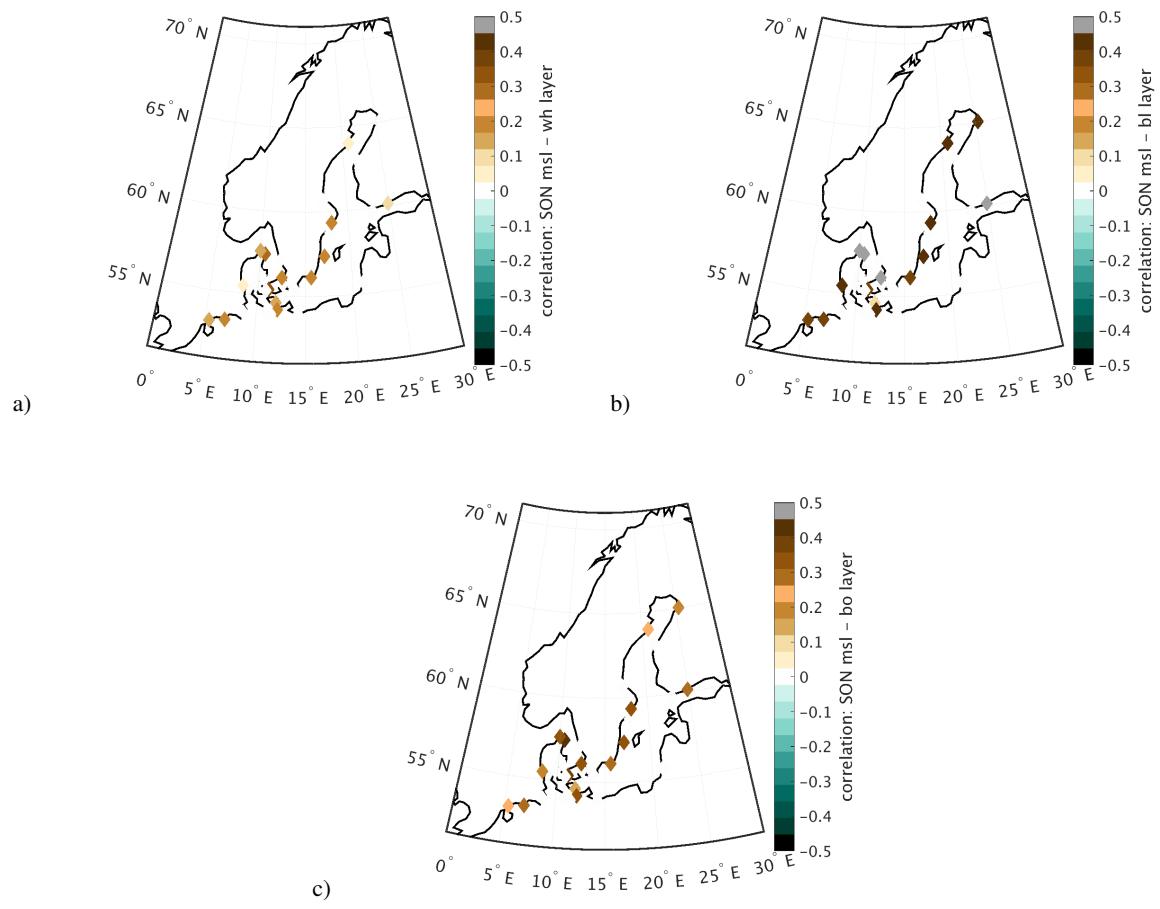 70° N
65° N
60° N
55° N
0°
5° E
10° E
15° E
20° E
25° E
30° E
0.5
0.4
0.3
0.2
0.1
0
−0.1
−0.2
−0.3
−0.4
−0.5
correlation: SON msl − wh layer
a)
70° N
65° N
60° N
55° N
0°
5° E
10° E
15° E
20° E
25° E
30° E
0.5
0.4
0.3
0.2
0.1
0
−0.1
−0.2
−0.3
−0.4
−0.5
correlation: SON msl − bl layer
b)
70° N
65° N
60° N
55° N
0°
5° E
10° E
15° E
20° E
25° E
30° E
0.5
0.4
0.3
0.2
0.1
0
−0.1
−0.2
−0.3
−0.4
−0.5
correlation: SON msl − bo layer
c)